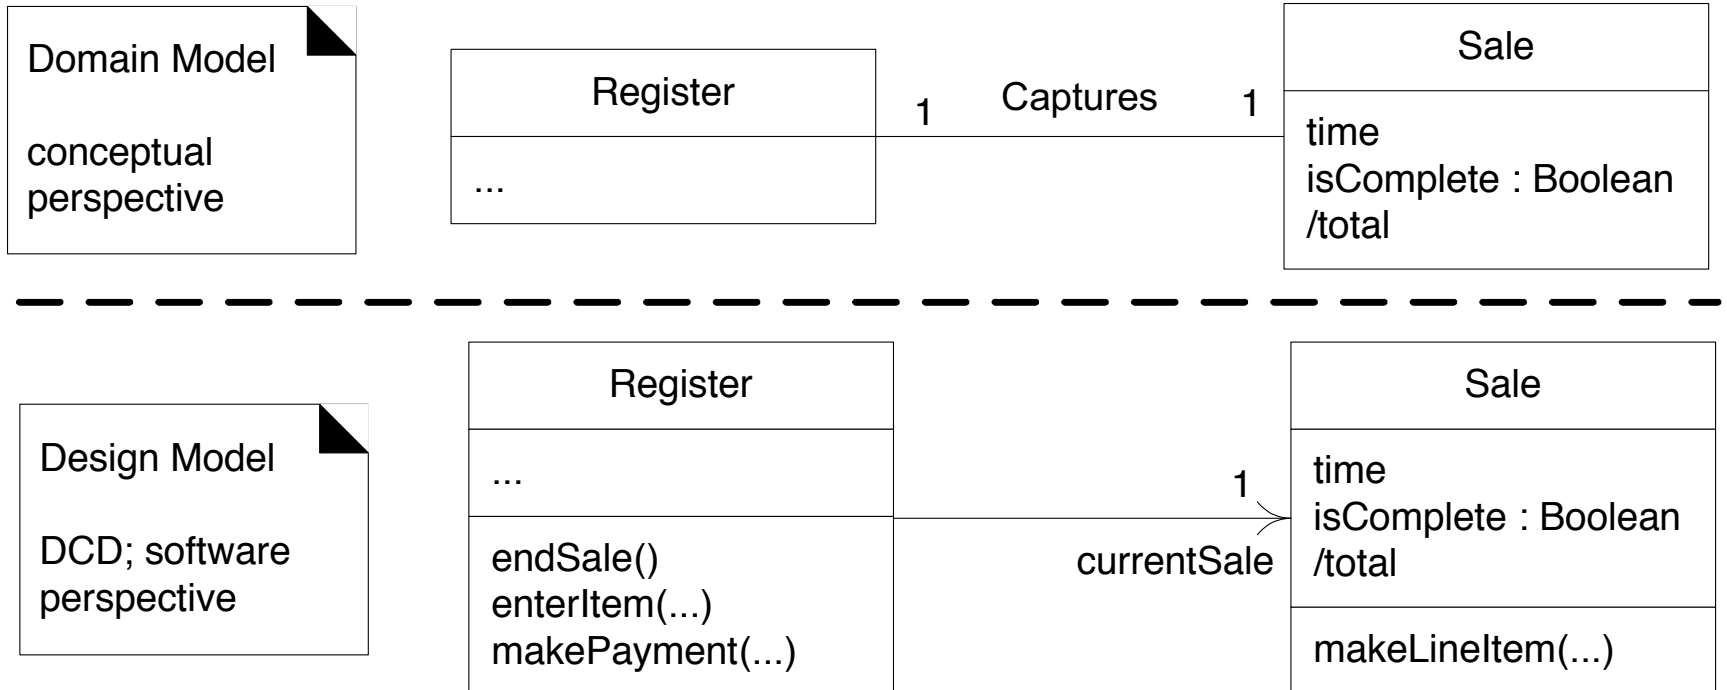 Domain Model
conceptual
perspective
Register
...
1
Captures
1
Sale
time
isComplete : Boolean
/total
Design Model
DCD; software
perspective
Register
...
endSale()
enterItem(...)
makePayment(...)
1
currentSale
Sale
time
isComplete : Boolean
/total
makeLineItem(...)